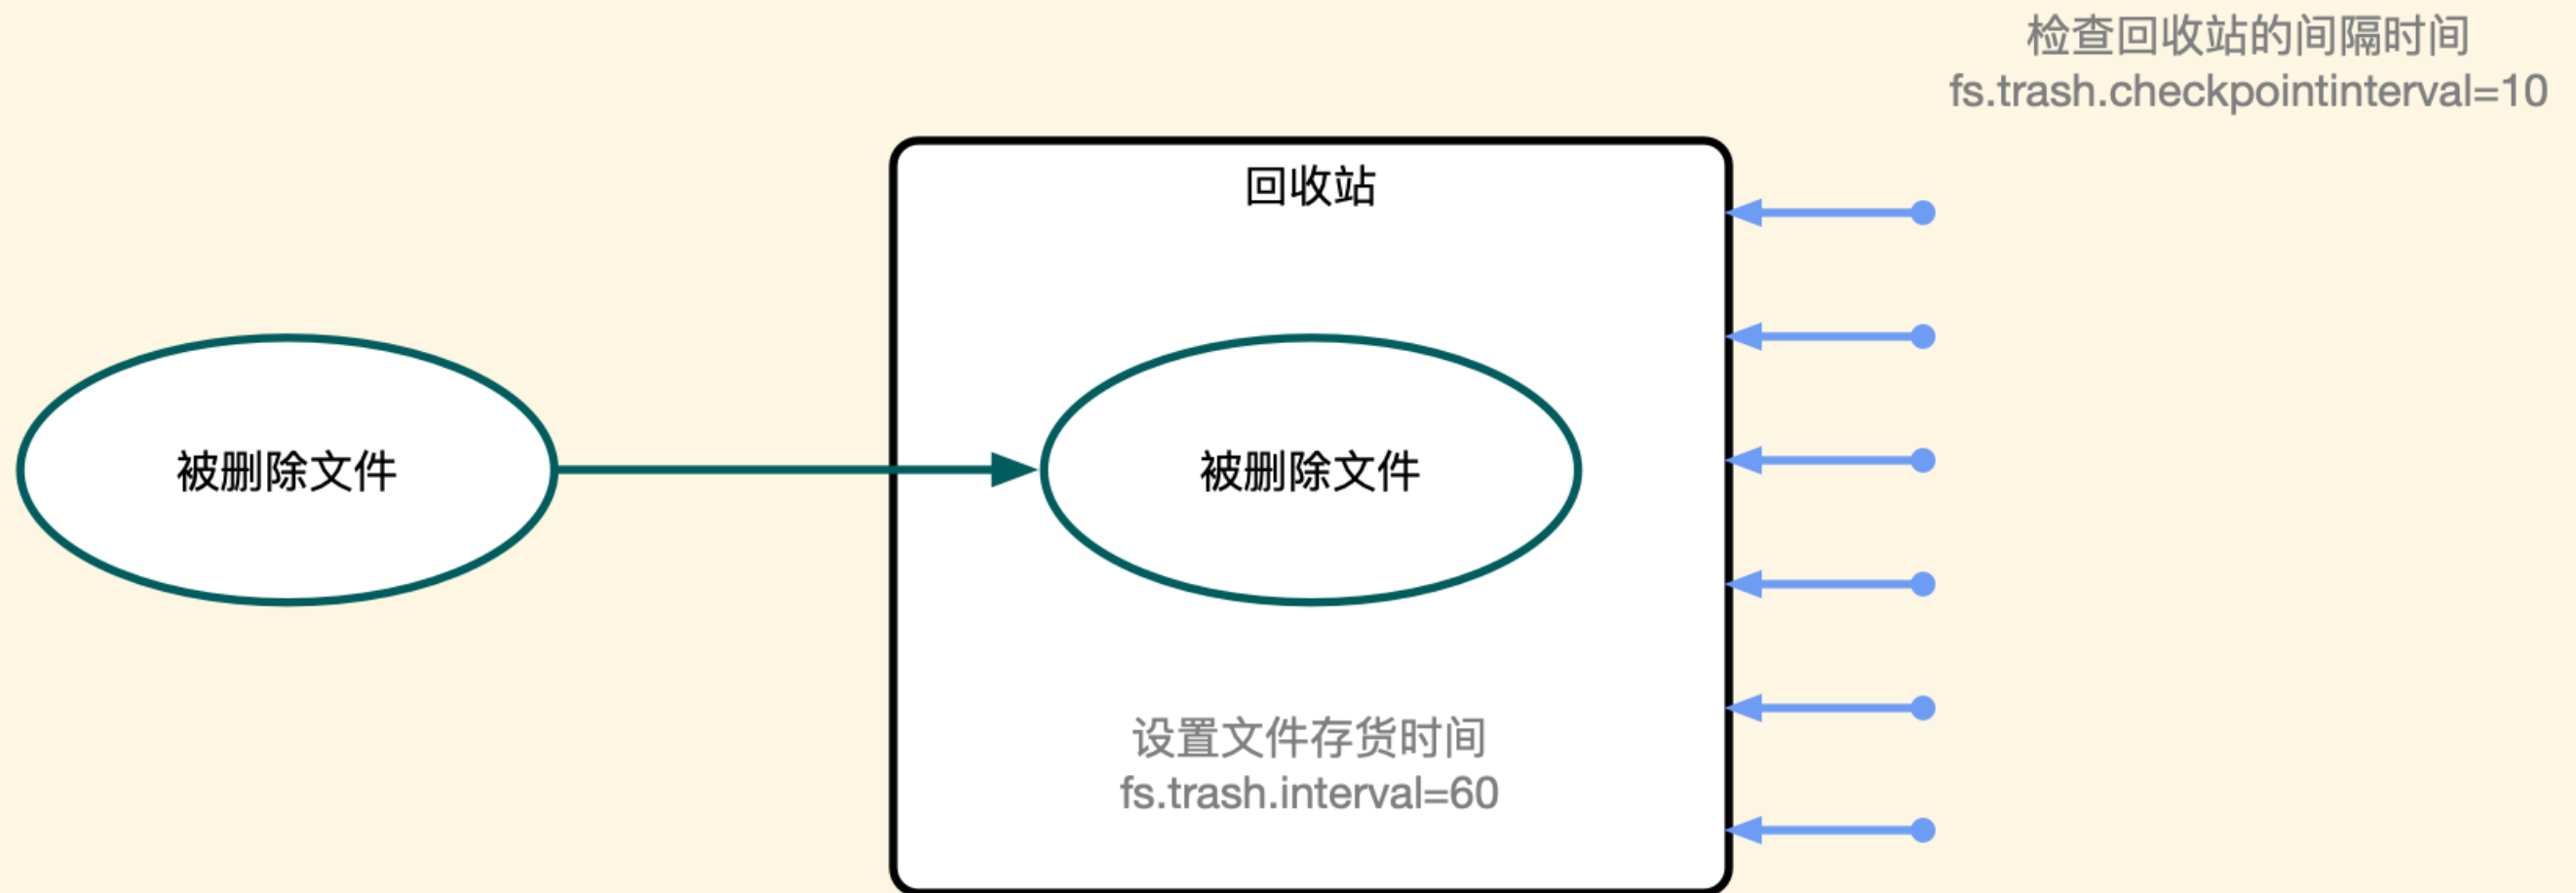 检查回收站的间隔时间
fs.trash.checkpointinterval=10
回收站
被删除文件
被删除文件
设置文件存货时间
fs.trash.interval=60